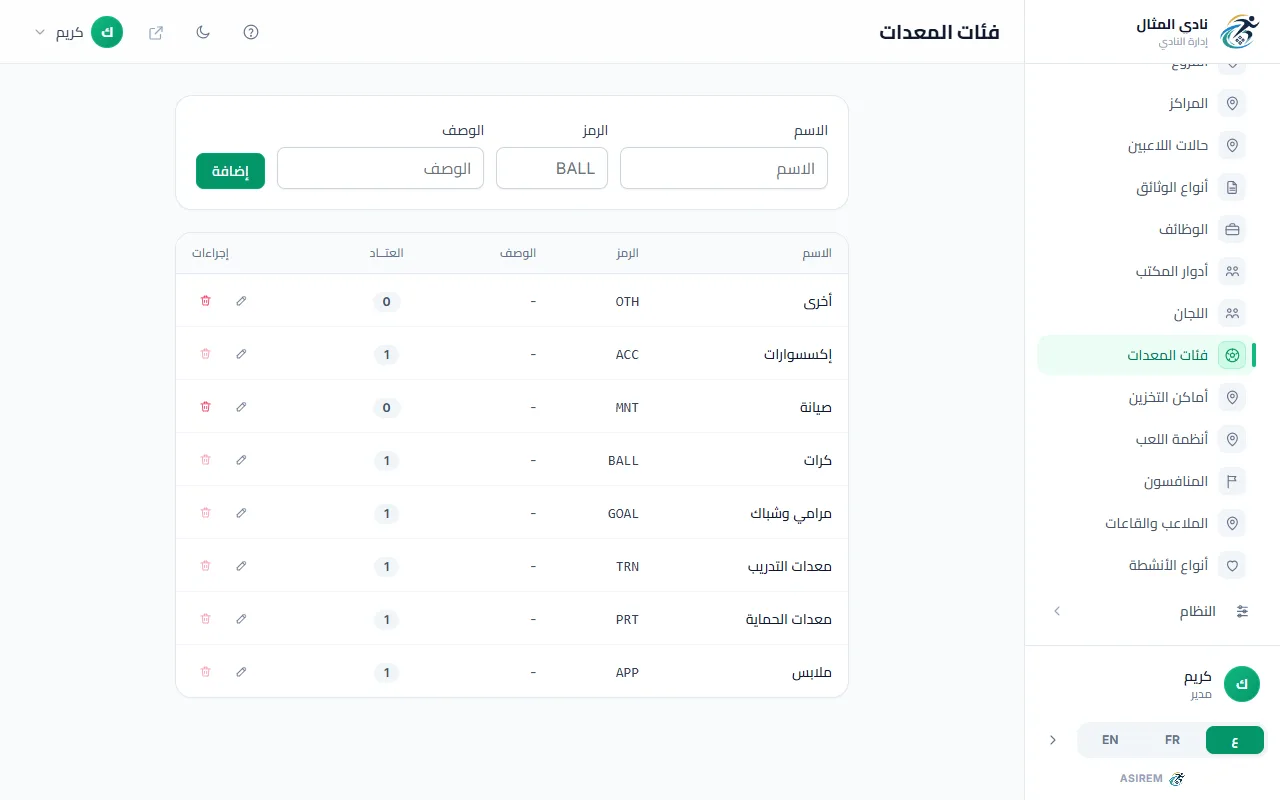 نادي المثال
إدارة النادي
فئات المعدات
ك
كريم
المراكز
حالات اللاعبين
أنواع الوثائق
الوظائف
أدوار المكتب
اللجان
فئات المعدات
أماكن التخزين
أنظمة اللعب
المنافسون
الملاعب والقاعات
أنواع الأنشطة
النظام
ك
كريم
مدير
ع FR EN
ASIREM
الاسم الرمز الوصف
الاسم BALL الوصف إضافة
الاسم الرمز الوصف العتـاد إجراءات
أخرى OTH - 0
إكسسوارات ACC - 1
صيانة MNT - 0
كرات BALL - 1
مرامي وشباك GOAL - 1
معدات التدريب TRN - 1
معدات الحماية PRT - 1
ملابس APP - 1